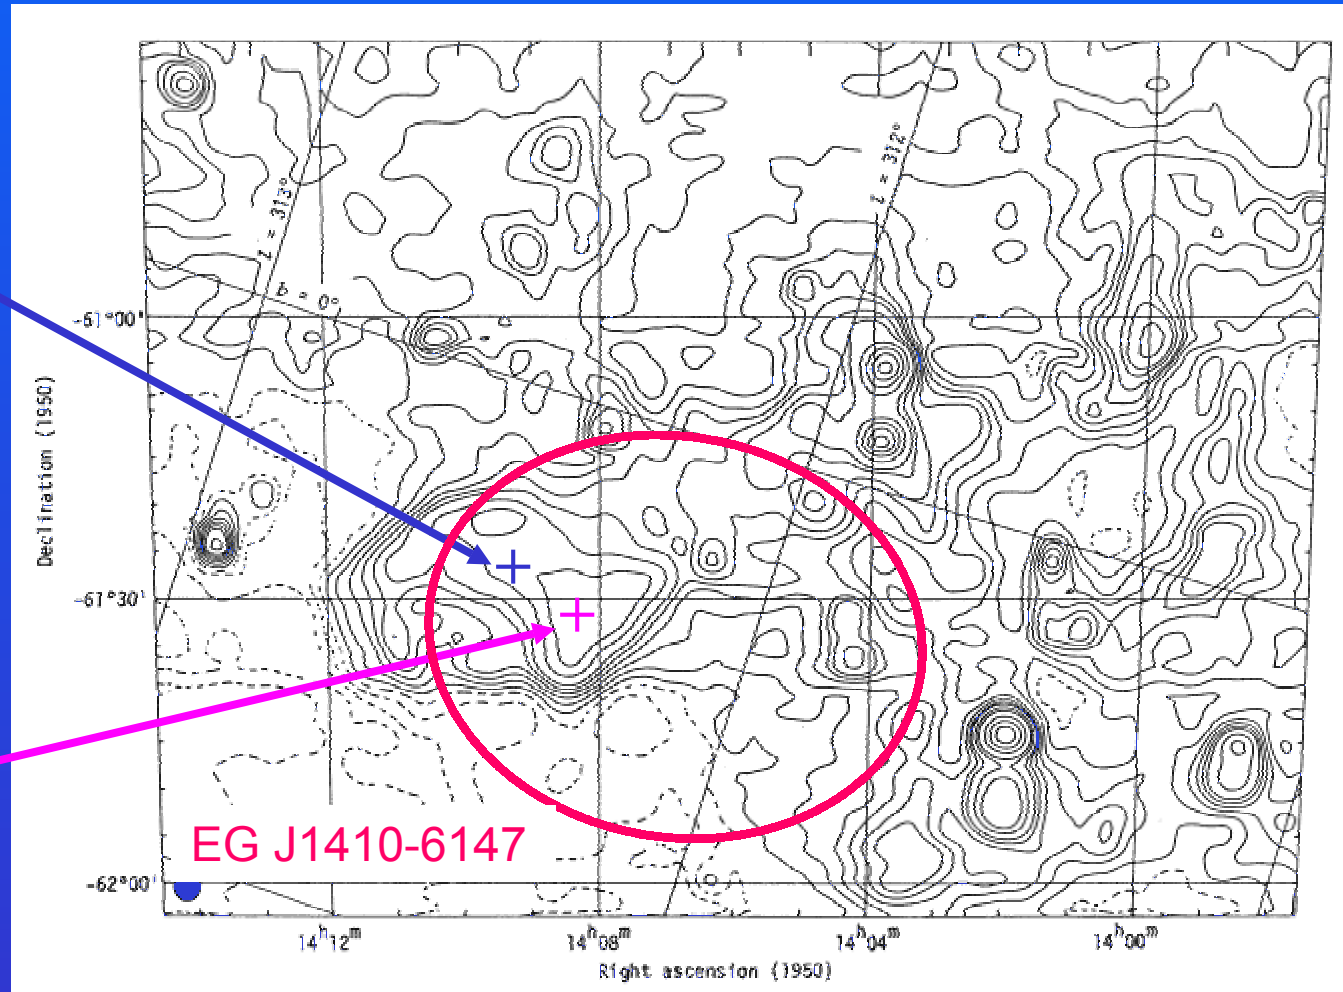 l = 312°
l = 313°
b = 0°
-61°00'
Declination (1950)
-61°30'
EG J1410-6147
-62°00'
14ʰ12ᵐ
14ʰ08ᵐ
14ʰ04ᵐ
14ʰ00ᵐ
Right ascension (1950)